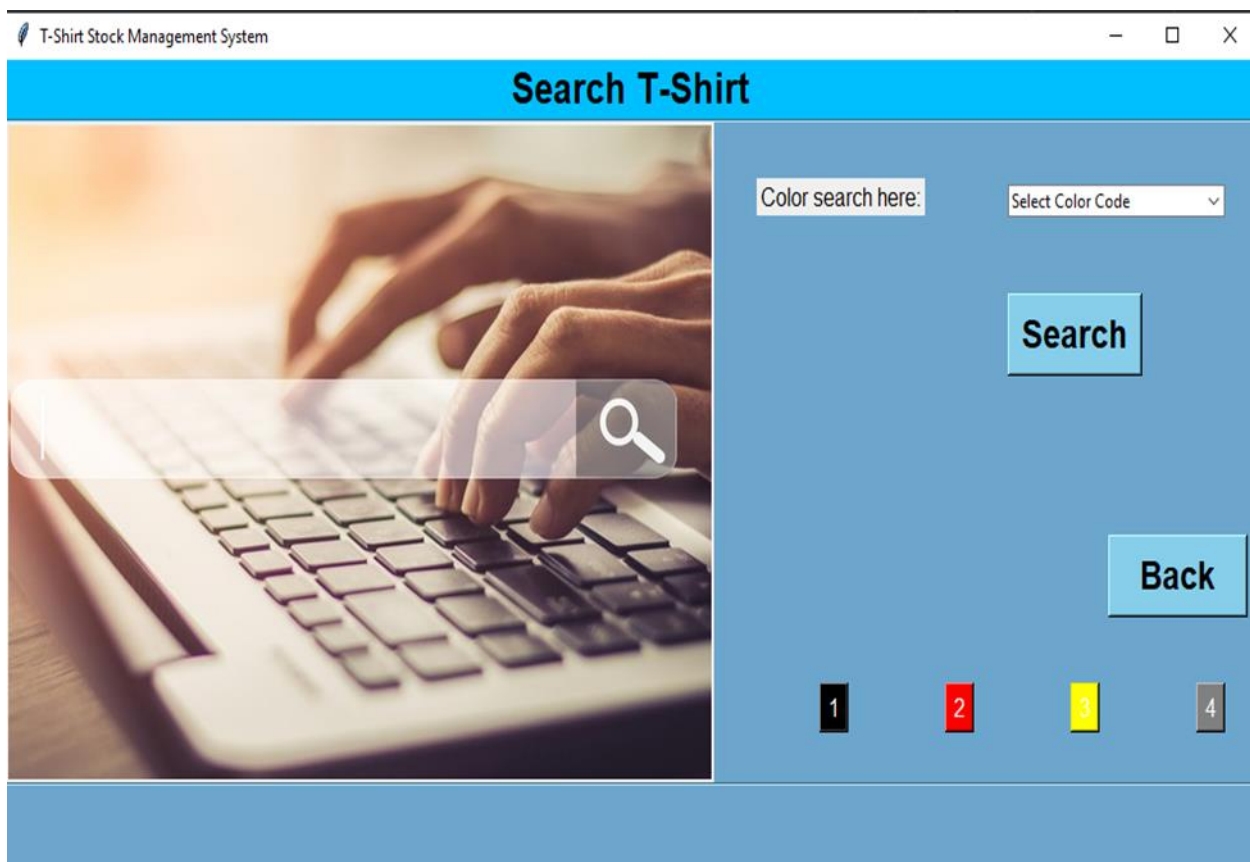 T-Shirt Stock Management System
Search T-Shirt
Color search here:
Select Color Code
Search
Back
1
2
3
4